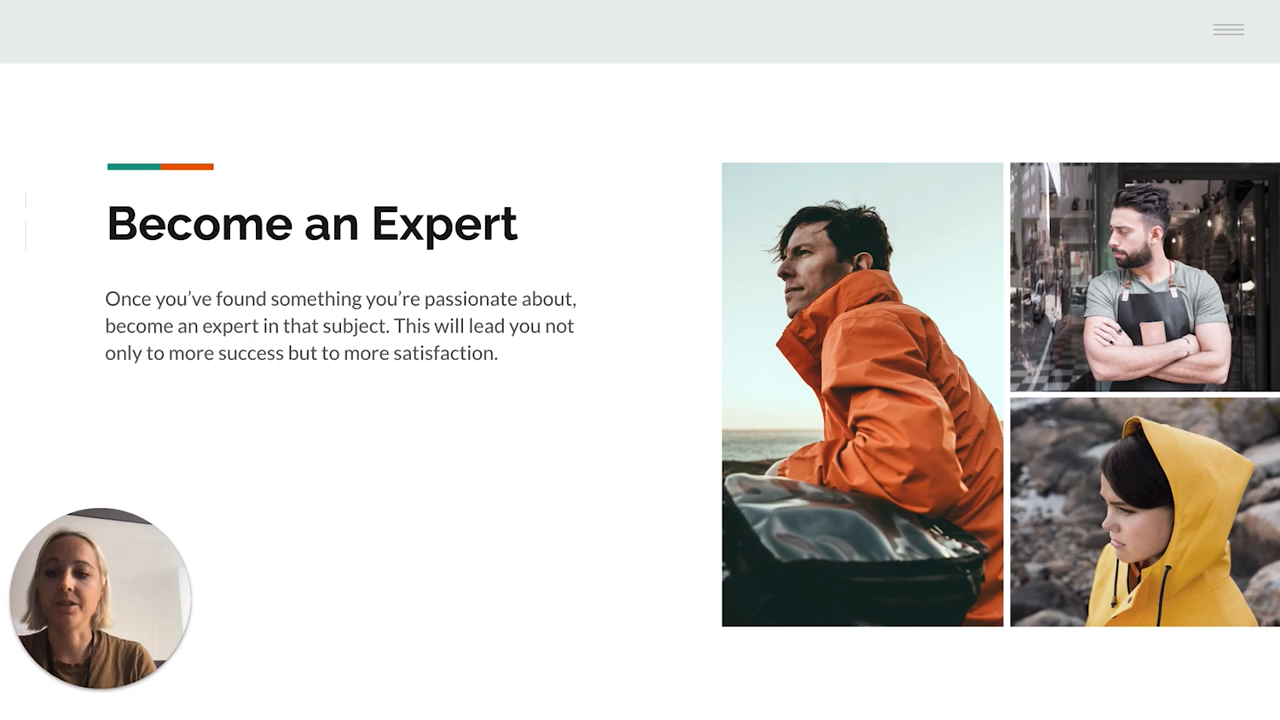 Become an Expert
Once you’ve found something you’re passionate about,
become an expert in that subject. This will lead you not
only to more success but to more satisfaction.